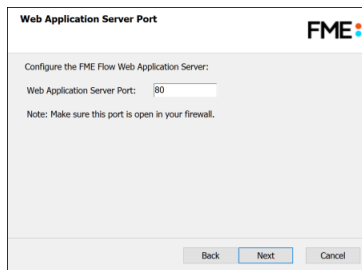 Web Application Server Port
FME:
Configure the FME Flow Web Application Server:
Web Application Server Port: 80
Note: Make sure this port is open in your firewall.
Back Next Cancel